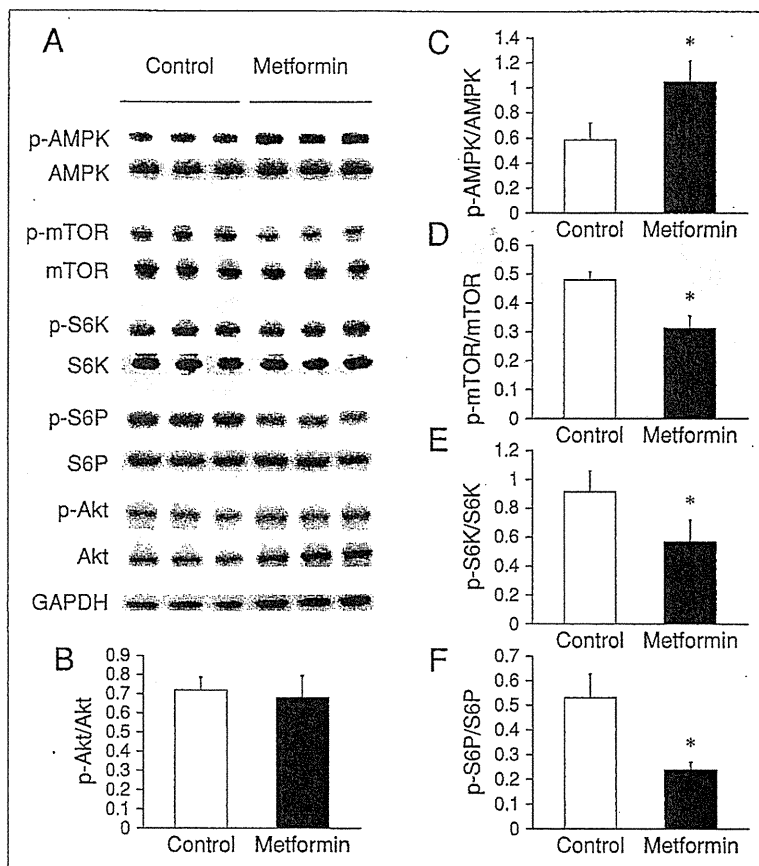 A
Control Metformin
p-AMPK
AMPK
p-mTOR
mTOR
p-S6K
S6K
p-S6P
S6P
p-Akt
Akt
GAPDH
B
p-Akt/Akt
0.9
0.8
0.7
0.6
0.5
0.4
0.3
0.2
0.1
0
Control Metformin
C
p-AMPK/AMPK
1.4
1.2
1
0.8
0.6
0.4
0.2
0
*
Control Metformin
D
p-mTOR/mTOR
0.6
0.5
0.4
0.3
0.2
0.1
0
*
Control Metformin
E
p-S6K/S6K
1.2
1
0.8
0.6
0.4
0.2
0
*
Control Metformin
F
p-S6P/S6P
0.7
0.6
0.5
0.4
0.3
0.2
0.1
0
*
Control Metformin